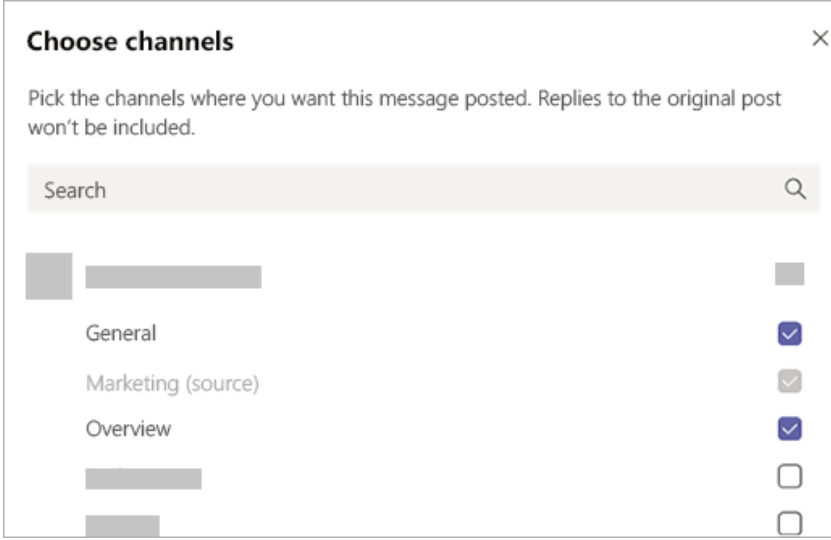 Choose channels
Pick the channels where you want this message posted. Replies to the original post
won't be included.
Search
General
Marketing (source)
Overview